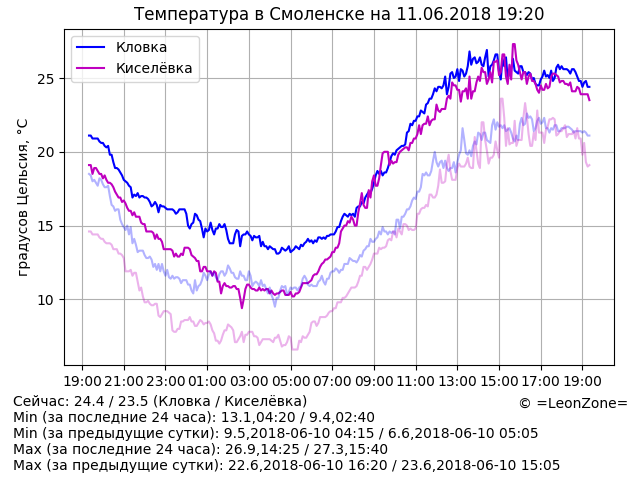 Температура в Смоленске на 11.06.2018 19:20
Кловка
Киселёвка
градусов Цельсия, °C
25
20
15
10
19:00 21:00 23:00 01:00 03:00 05:00 07:00 09:00 11:00 13:00 15:00 17:00 19:00
Сейчас: 24.4 / 23.5 (Кловка / Киселёвка)
© =LeonZone=
Min (за последние 24 часа): 13.1,04:20 / 9.4,02:40
Min (за предыдущие сутки): 9.5,2018-06-10 04:15 / 6.6,2018-06-10 05:05
Max (за последние 24 часа): 26.9,14:25 / 27.3,15:40
Max (за предыдущие сутки): 22.6,2018-06-10 16:20 / 23.6,2018-06-10 15:05